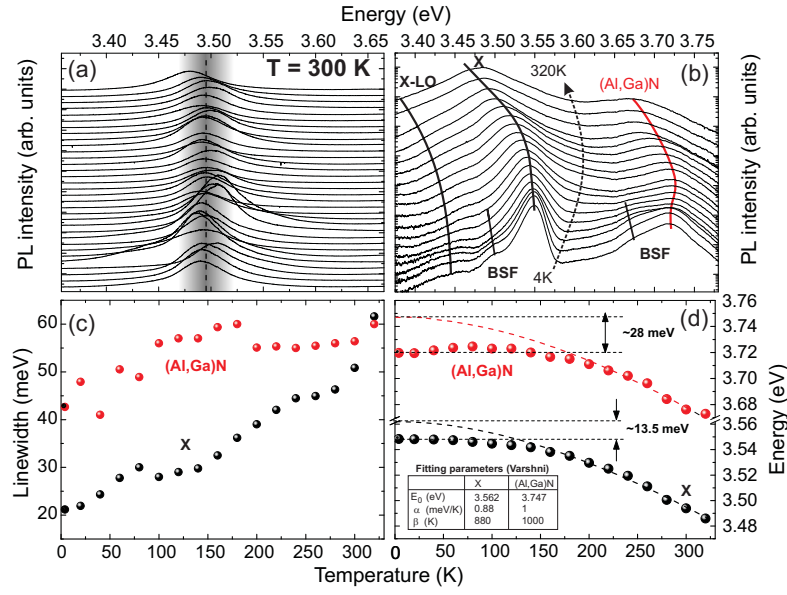 Energy (eV)
3.40 3.45 3.50 3.55 3.60 3.65
3.40 3.45 3.50 3.55 3.60 3.65 3.70 3.75
(a)
T = 300 K
PL intensity (arb. units)
(b)
X-LO
X
320K
(Al,Ga)N
BSF
4K
BSF
PL intensity (arb. units)
(c)
60
50
40
30
20
Linewidth (meV)
(Al,Ga)N
X
0 50 100 150 200 250 300
(d)
~28 meV
(Al,Ga)N
~13.5 meV
X
Fitting parameters (Varshni)
X (Al,Ga)N
E0 (eV) 3.562 3.747
α (meV/K) 0.88 1
β (K) 880 1000
3.76
3.74
3.72
3.70
3.68
3.56
3.54
3.52
3.50
3.48
Energy (eV)
0 50 100 150 200 250 300
Temperature (K)